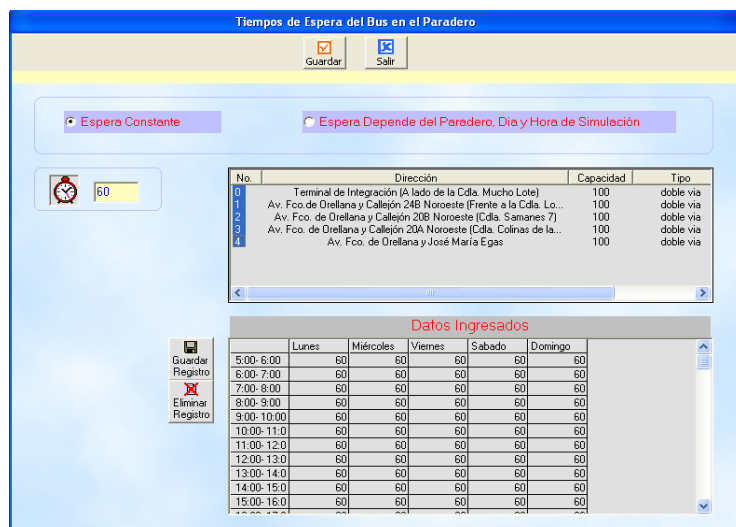 Tiempos de Espera del Bus en el Paradero
Guardar Salir
Espera Constante Espera Depende del Paradero, Dia y Hora de Simulación
60
No. Dirección Capacidad Tipo
0 Terminal de Integración (A lado de la Cdla. Mucho Lote) 100 doble via
1 Av. Fco.de Orellana y Callejón 24B Noroeste (Frente a la Cdla. Lo... 100 doble via
2 Av. Fco. de Orellana y Callejón 20B Noroeste (Cdla. Samanes 7) 100 doble via
3 Av. Fco. de Orellana y Callejón 20A Noroeste (Cdla. Colinas de la... 100 doble via
4 Av. Fco. de Orellana y José María Egas 100 doble via
Datos Ingresados
Guardar Registro
Eliminar Registro
Lunes Miércoles Viernes Sabado Domingo
5:00- 6:00 60 60 60 60 60
6:00- 7:00 60 60 60 60 60
7:00- 8:00 60 60 60 60 60
8:00- 9:00 60 60 60 60 60
9:00- 10:00 60 60 60 60 60
10:00- 11:0 60 60 60 60 60
11:00- 12:0 60 60 60 60 60
12:00- 13:0 60 60 60 60 60
13:00- 14:0 60 60 60 60 60
14:00- 15:0 60 60 60 60 60
15:00- 16:0 60 60 60 60 60